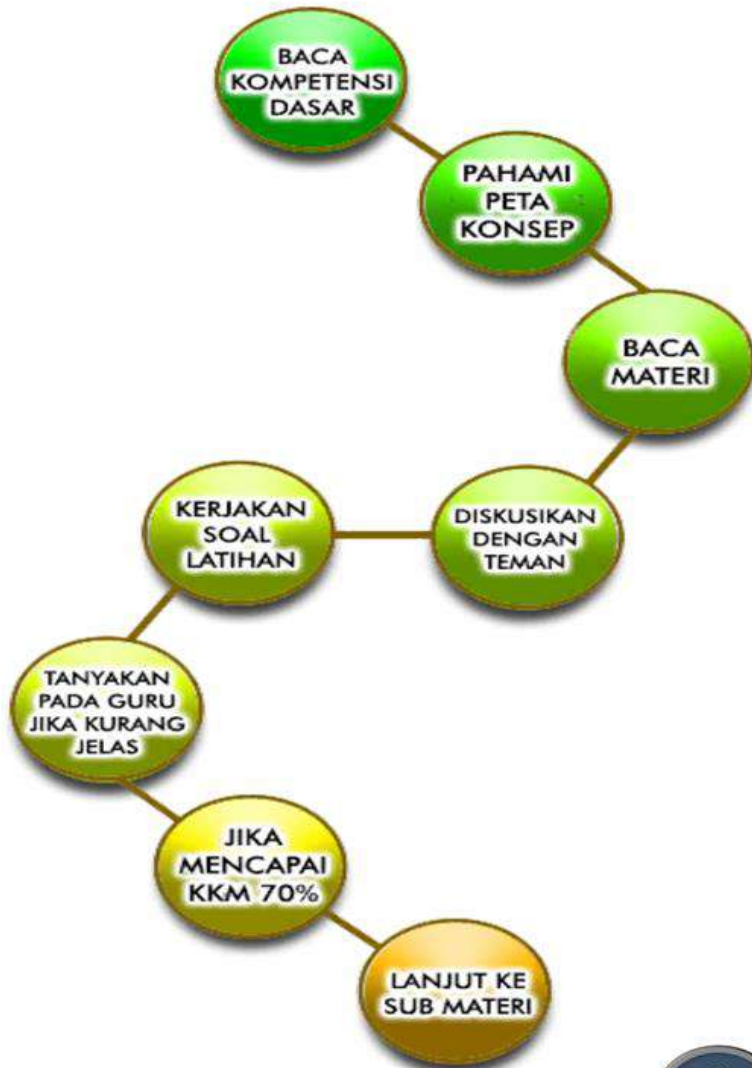 BACA
KOMPETENSI
DASAR
PAHAMI
PETA
KONSEP
BACA
MATERI
DISKUSIKAN
DENGAN
TEMAN
KERJAKAN
SOAL
LATIHAN
TANYAKAN
PADA GURU
JIKA KURANG
JELAS
JIKA
MENCAPAI
KKM 70%
LANJUT KE
SUB MATERI